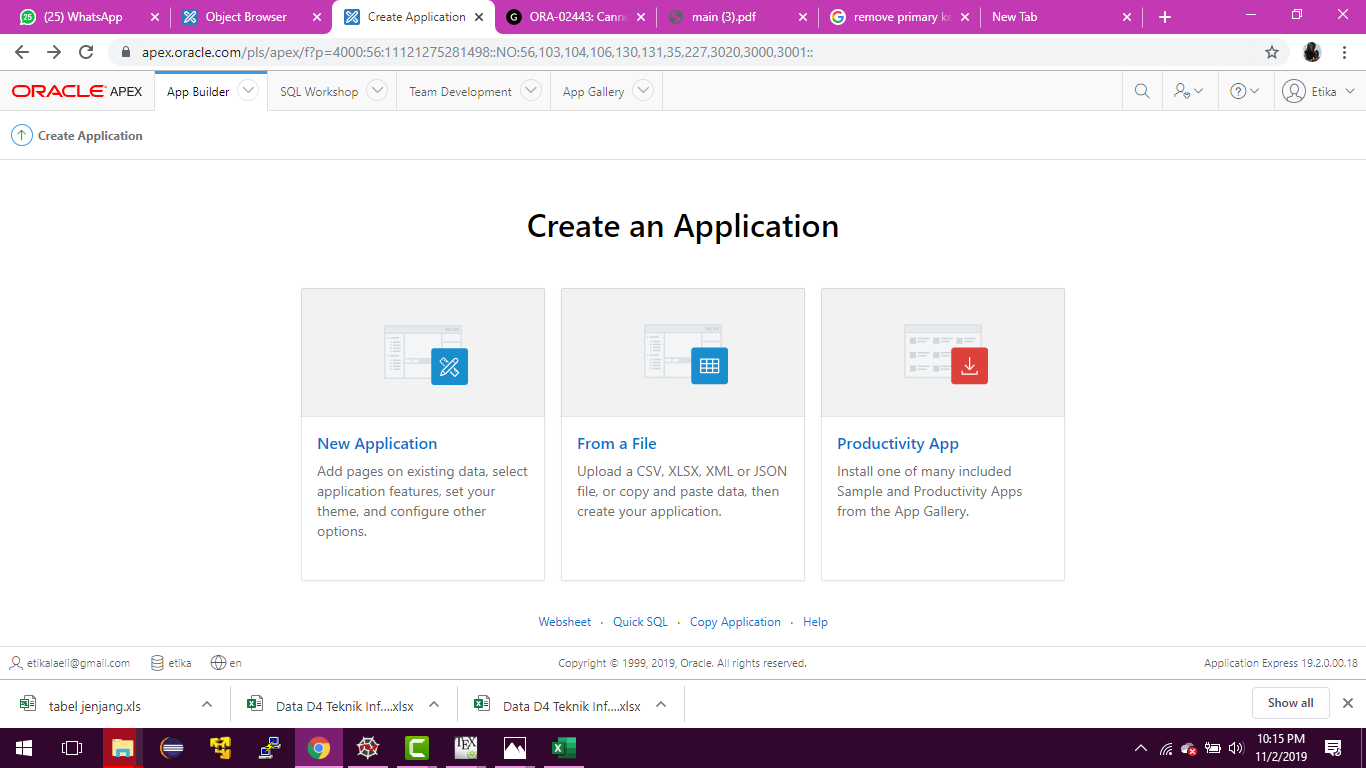 (25) WhatsApp
Object Browser
Create Application
ORA-02443: Cann
main (3).pdf
remove primary ke
New Tab
apex.oracle.com/pls/apex/f?p=4000:56:11121275281498::NO:56,103,104,106,130,131,35,227,3020,3000,3001::
ORACLE APEX
App Builder
SQL Workshop
Team Development
App Gallery
Etika
Create Application
Create an Application
New Application
Add pages on existing data, select
application features, set your
theme, and configure other
options.
From a File
Upload a CSV, XLSX, XML or JSON
file, or copy and paste data, then
create your application.
Productivity App
Install one of many included
Sample and Productivity Apps
from the App Gallery.
Websheet · Quick SQL · Copy Application · Help
etikalaeli@gmail.com
etika
en
Copyright © 1999, 2019, Oracle. All rights reserved.
Application Express 19.2.0.00.18
tabel jenjang.xls
Data D4 Teknik Inf....xlsx
Data D4 Teknik Inf....xlsx
Show all
10:15 PM
11/2/2019